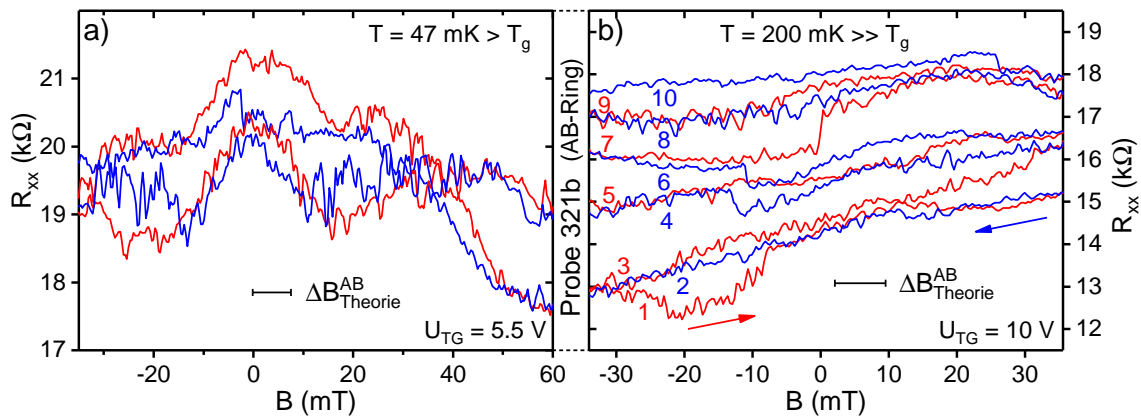 a)
T = 47 mK > T_g
R_xx (kΩ)
21
20
19
18
17
ΔB^AB_Theorie
U_TG = 5.5 V
-20
0
20
40
60
B (mT)
Probe 321b (AB-Ring)
b)
T = 200 mK >> T_g
10
9
8
7
6
5
4
3
2
1
ΔB^AB_Theorie
U_TG = 10 V
-30
-20
-10
0
10
20
30
B (mT)
19
18
17
16
15
14
13
12
R_xx (kΩ)